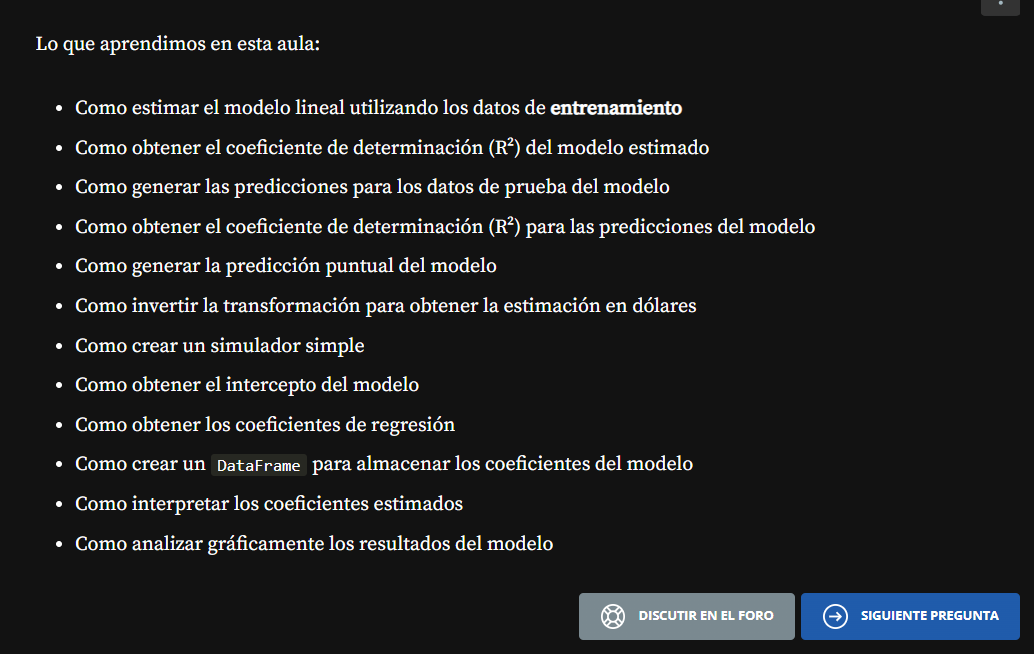 Lo que aprendimos en esta aula:
• Como estimar el modelo lineal utilizando los datos de entrenamiento
• Como obtener el coeficiente de determinación (R²) del modelo estimado
• Como generar las predicciones para los datos de prueba del modelo
• Como obtener el coeficiente de determinación (R²) para las predicciones del modelo
• Como generar la predicción puntual del modelo
• Como invertir la transformación para obtener la estimación en dólares
• Como crear un simulador simple
• Como obtener el intercepto del modelo
• Como obtener los coeficientes de regresión
• Como crear un DataFrame para almacenar los coeficientes del modelo
• Como interpretar los coeficientes estimados
• Como analizar gráficamente los resultados del modelo
DISCUTIR EN EL FORO
SIGUIENTE PREGUNTA